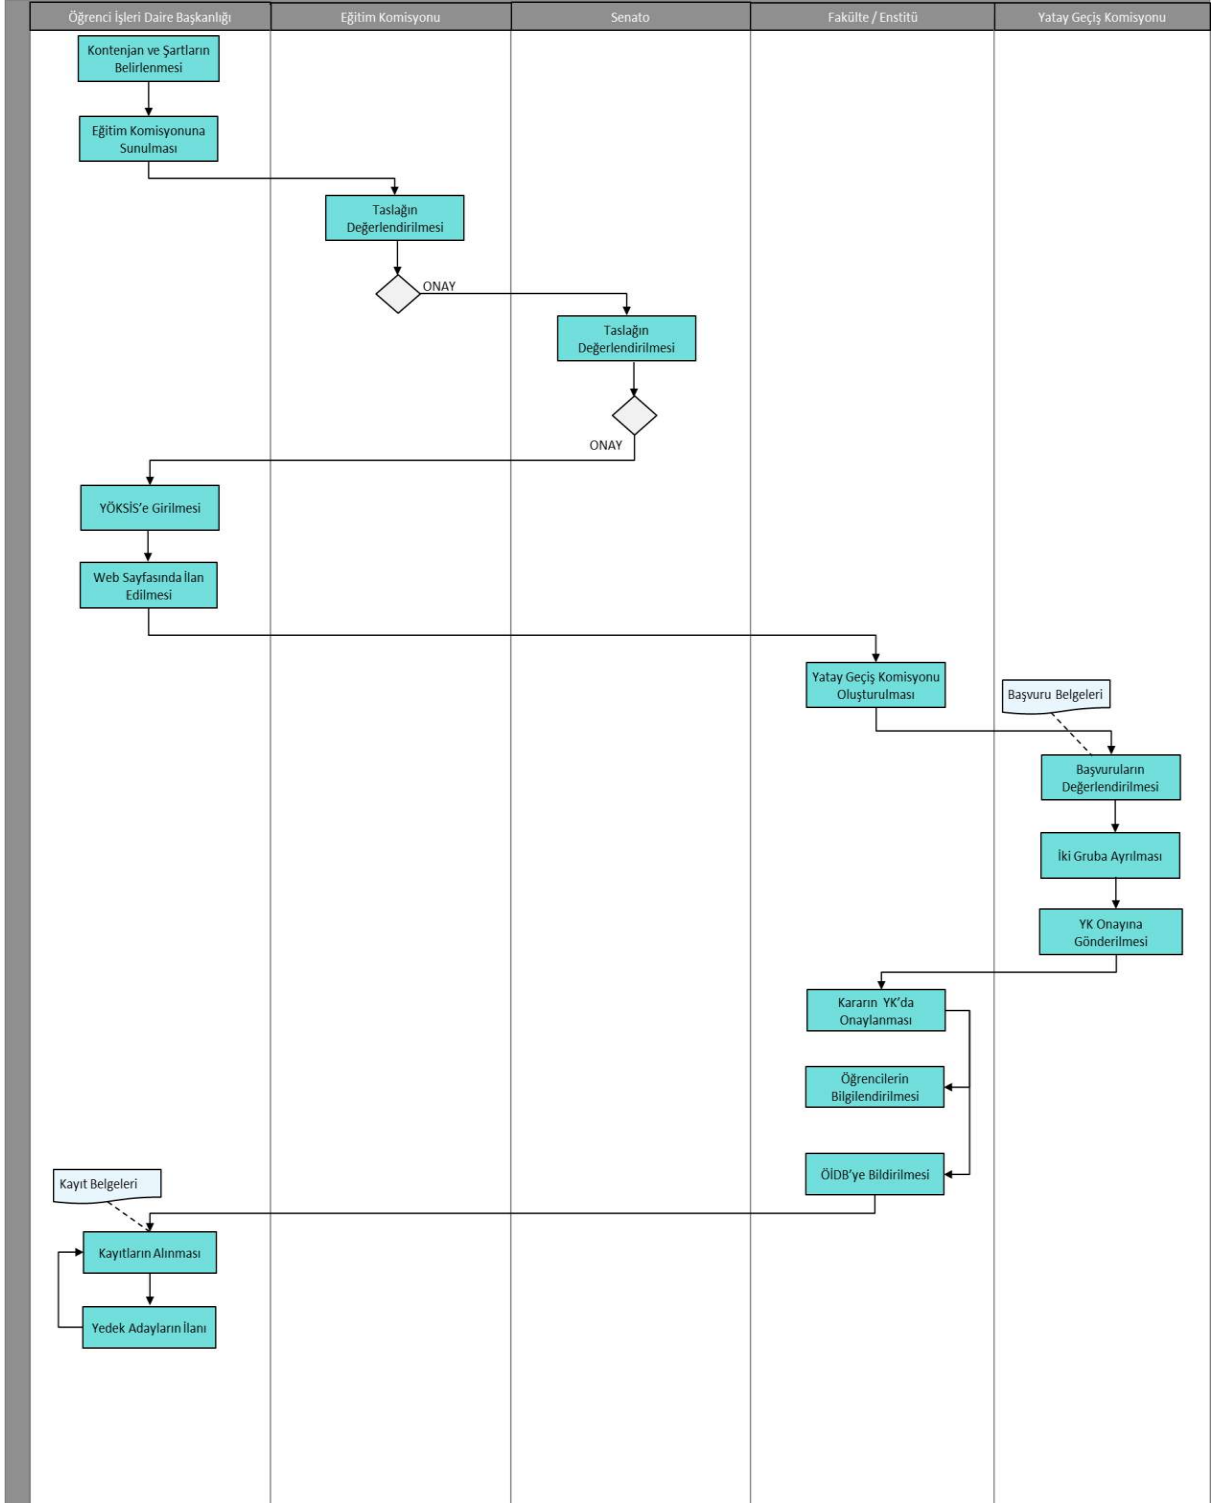 Öğrenci İşleri Daire Başkanlığı
Eğitim Komisyonu
Senato
Fakülte / Enstitü
Yatay Geçiş Komisyonu
Kontenjan ve Şartların
Belirlenmesi
Eğitim Komisyonuna
Sunulması
Taslağın
Değerlendirilmesi
ONAY
Taslağın
Değerlendirilmesi
ONAY
YÖKSİS’e Girilmesi
Web Sayfasında İlan
Edilmesi
Yatay Geçiş Komisyonu
Oluşturulması
Başvuru Belgeleri
Başvuruların
Değerlendirilmesi
İki Gruba Ayrılması
YK Onayına
Gönderilmesi
Kararın YK’da
Onaylanması
Öğrencilerin
Bilgilendirilmesi
ÖİDB’ye Bildirilmesi
Kayıt Belgeleri
Kayıtların Alınması
Yedek Adayların İlanı